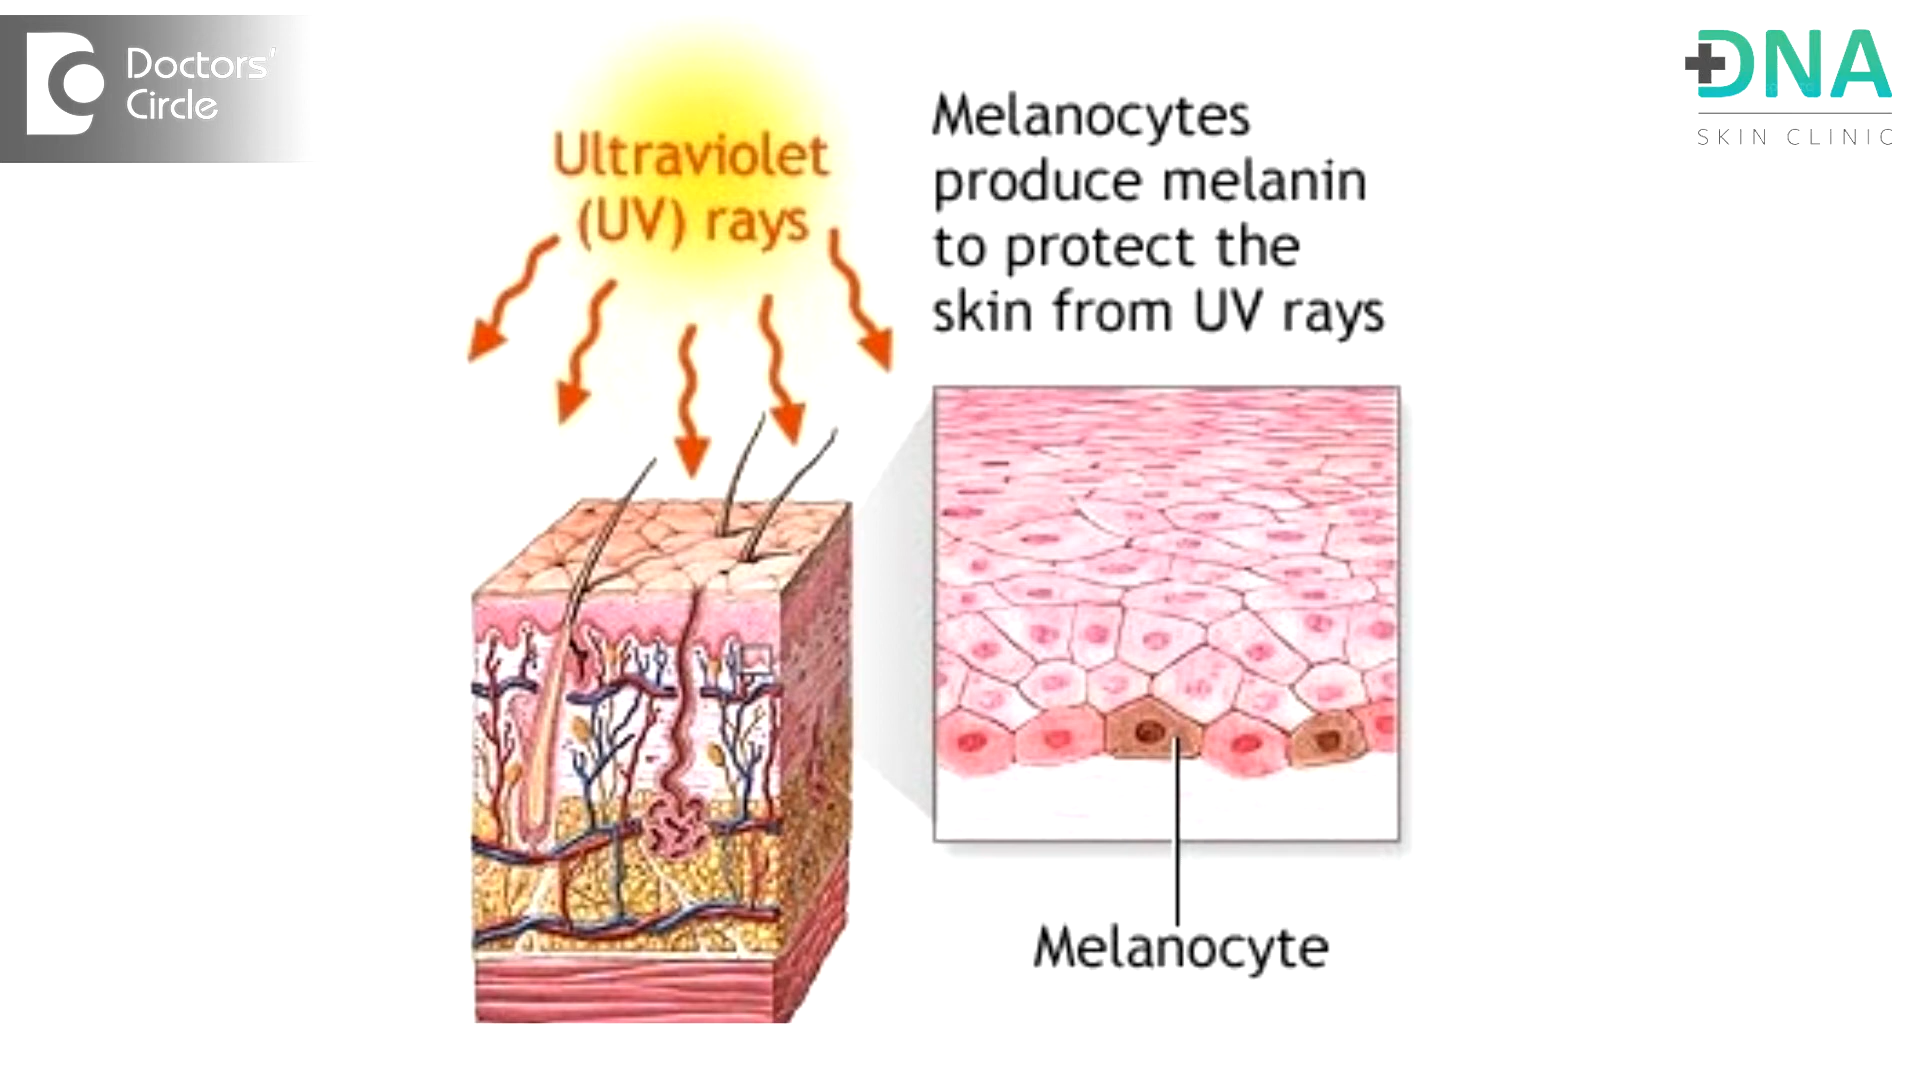 Doctors'
Circle
DNA
SKIN CLINIC
Ultraviolet
(UV) rays
Melanocytes
produce melanin
to protect the
skin from UV rays
Melanocyte